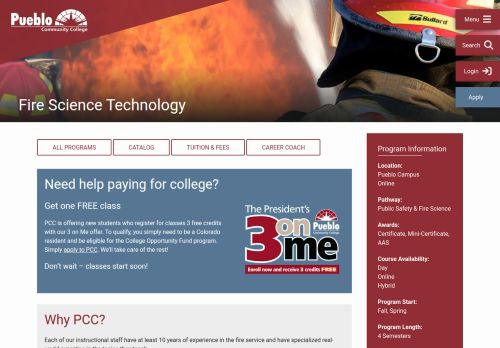 Pueblo
Community College
Menu
Search
Login
Apply
Bullard
Fire Science Technology
ALL PROGRAMS
CATALOG
TUITION & FEES
CAREER COACH
Need help paying for college?
Get one FREE class
PCC is offering new students who register for classes 3 free credits
with our 3 on Me offer. To qualify, you simply need to be a Colorado
resident and be eligible for the College Opportunity Fund program.
Simply apply to PCC. We'll take care of the rest!
Don't wait – classes start soon!
The President's
3 on me
Pueblo
Community College
Enroll now and receive 3 credits FREE
Why PCC?
Each of our instructional staff have at least 10 years of experience in the fire service and have specialized real-
Program Information
Location:
Pueblo Campus
Online
Pathway:
Public Safety & Fire Science
Awards:
Certificate, Mini-Certificate,
AAS
Course Availability:
Day
Online
Hybrid
Program Start:
Fall, Spring
Program Length:
4 Semesters